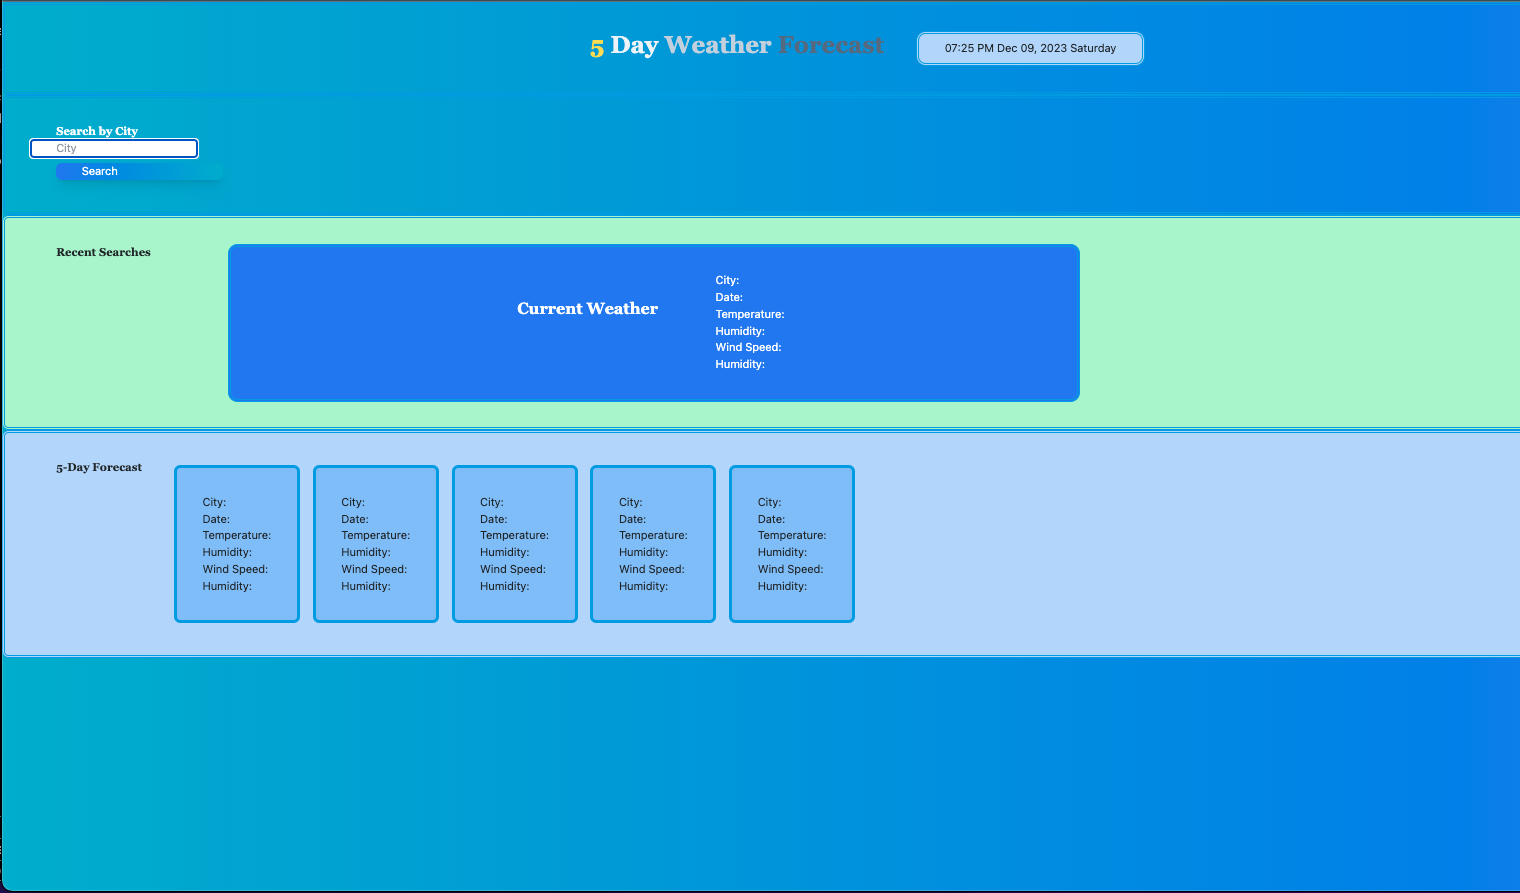 5 Day Weather Forecast
07:25 PM Dec 09, 2023 Saturday
Search by City
City
Search
Recent Searches
Current Weather
City:
Date:
Temperature:
Humidity:
Wind Speed:
Humidity:
5-Day Forecast
City:
Date:
Temperature:
Humidity:
Wind Speed:
Humidity:
City:
Date:
Temperature:
Humidity:
Wind Speed:
Humidity:
City:
Date:
Temperature:
Humidity:
Wind Speed:
Humidity:
City:
Date:
Temperature:
Humidity:
Wind Speed:
Humidity:
City:
Date:
Temperature:
Humidity:
Wind Speed:
Humidity: